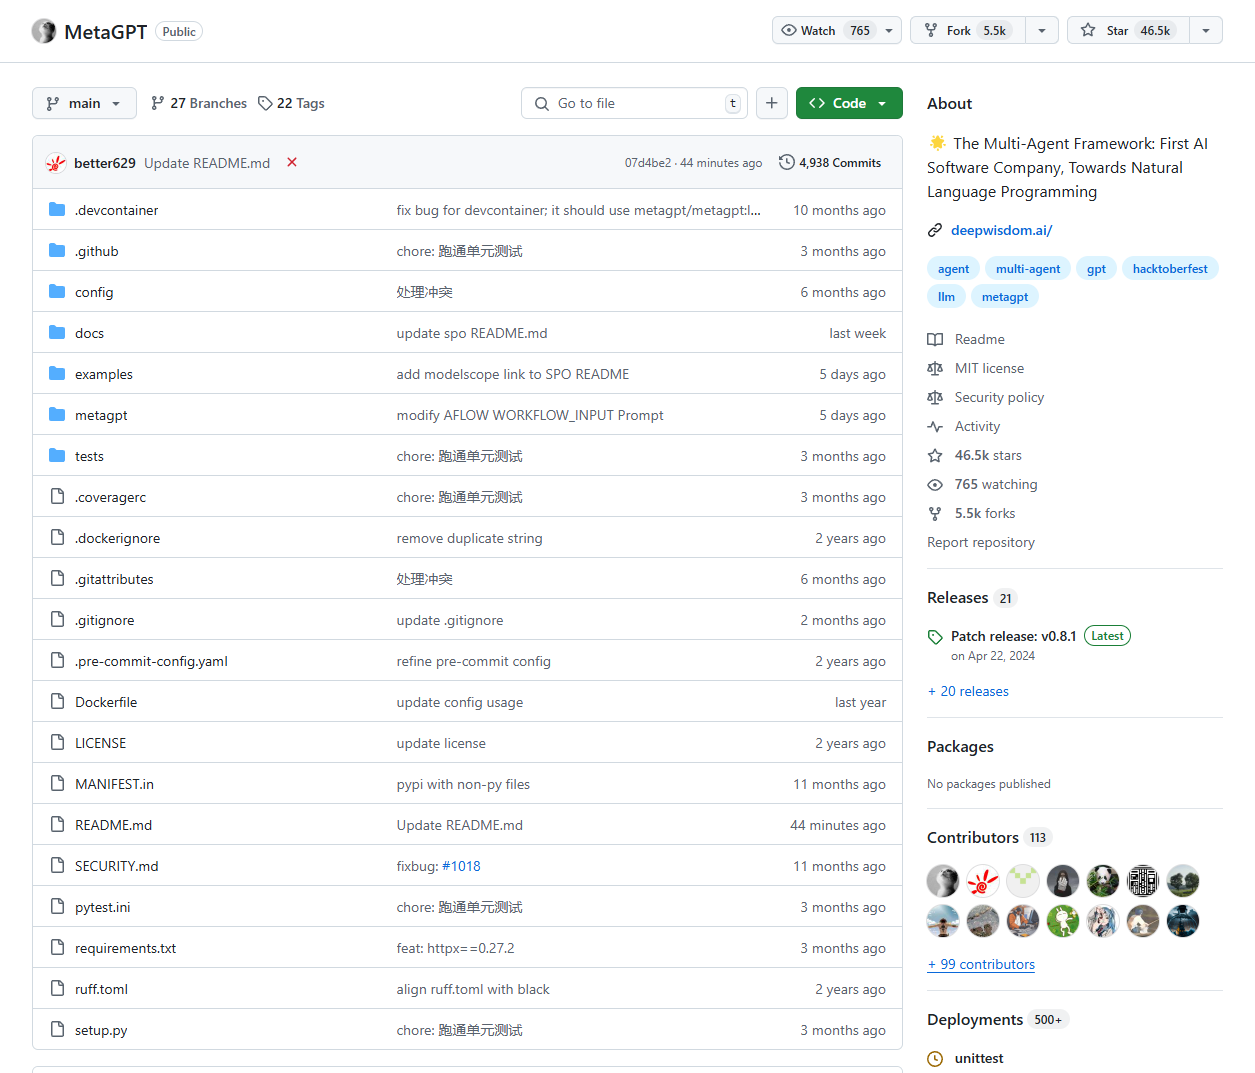 MetaGPT Public
Watch 765 Fork 5.5k Star 46.5k
main 27 Branches 22 Tags Go to file t Code
better629 Update README.md 07d4be2 · 44 minutes ago 4,938 Commits
.devcontainer fix bug for devcontainer; it should use metagpt/metagpt:l... 10 months ago
.github chore: 跑通单元测试 3 months ago
config 处理冲突 6 months ago
docs update spo README.md last week
examples add modelscope link to SPO README 5 days ago
metagpt modify AFLOW WORKFLOW_INPUT Prompt 5 days ago
tests chore: 跑通单元测试 3 months ago
.coveragerc chore: 跑通单元测试 3 months ago
.dockerignore remove duplicate string 2 years ago
.gitattributes 处理冲突 6 months ago
.gitignore update .gitignore 2 months ago
.pre-commit-config.yaml refine pre-commit config 2 years ago
Dockerfile update config usage last year
LICENSE update license 2 years ago
MANIFEST.in pypi with non-py files 11 months ago
README.md Update README.md 44 minutes ago
SECURITY.md fixbug: #1018 11 months ago
pytest.ini chore: 跑通单元测试 3 months ago
requirements.txt feat: httpx==0.27.2 3 months ago
ruff.toml align ruff.toml with black 2 years ago
setup.py chore: 跑通单元测试 3 months ago
About
🌟 The Multi-Agent Framework: First AI
Software Company, Towards Natural
Language Programming
deepwisdom.ai/
agent multi-agent gpt hacktoberfest
llm metagpt
Readme
MIT license
Security policy
Activity
46.5k stars
765 watching
5.5k forks
Report repository
Releases 21
Patch release: v0.8.1 Latest
on Apr 22, 2024
+ 20 releases
Packages
No packages published
Contributors 113
+ 99 contributors
Deployments 500+
unittest